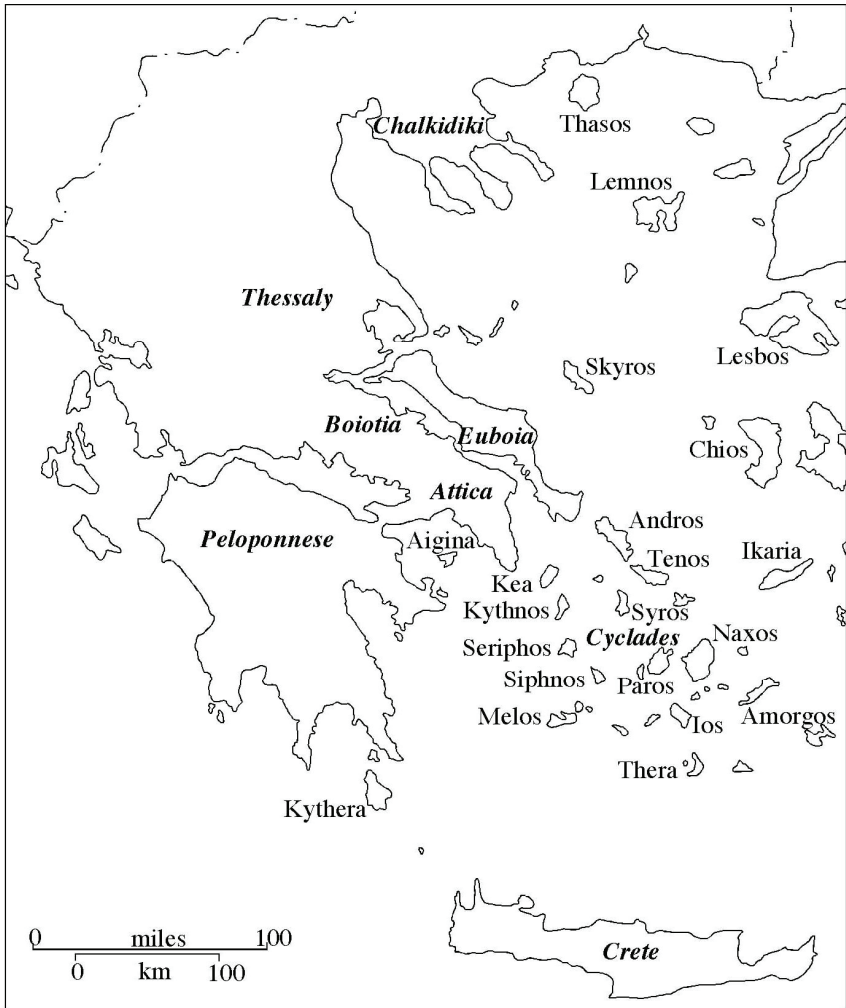 Chalkidiki
Thasos
Lemnos
Thessaly
Lesbos
Skyros
Boiotia
Euboia
Chios
Attica
Andros
Peloponnese
Aigina
Tenos
Ikaria
Kea
Kythnos
Syros
Cyclades
Naxos
Seriphos
Siphnos
Paros
Melos
Ios
Amorgos
Thera
Kythera
0 miles 100
0 km 100
Crete